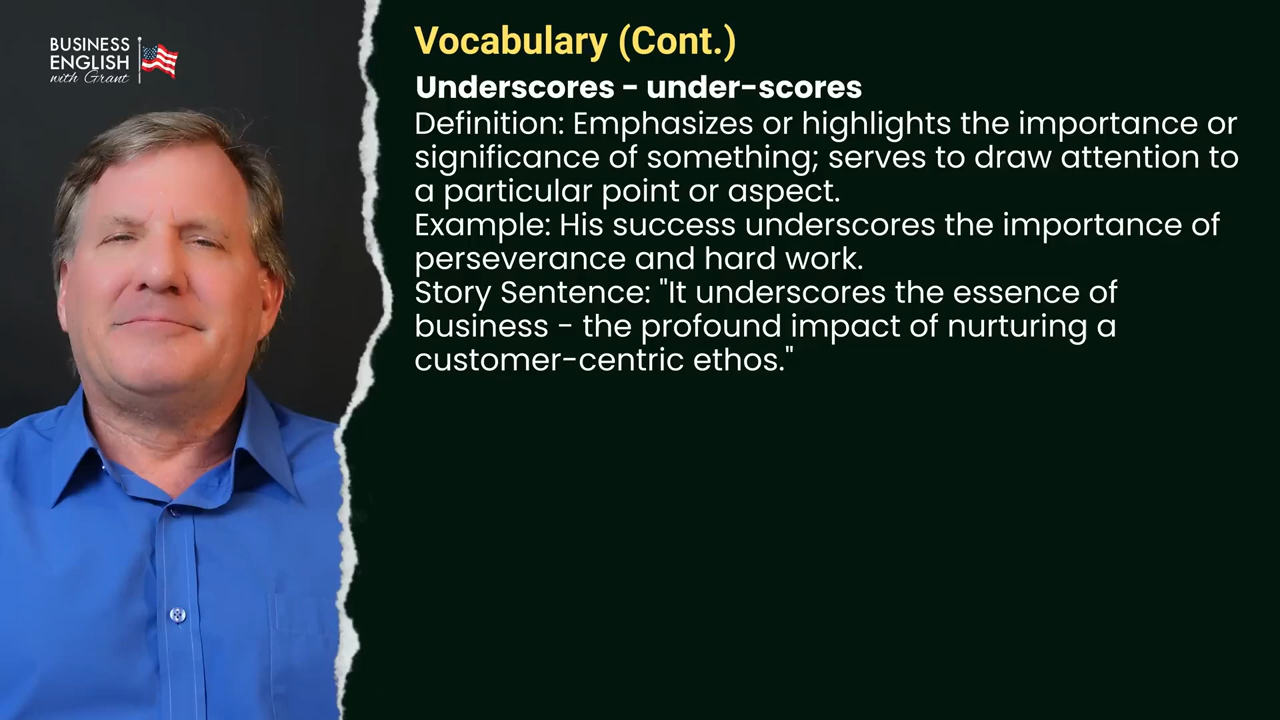 BUSINESS
ENGLISH
with Grant
Vocabulary (Cont.)
Underscores - under-scores
Definition: Emphasizes or highlights the importance or
significance of something; serves to draw attention to
a particular point or aspect.
Example: His success underscores the importance of
perseverance and hard work.
Story Sentence: "It underscores the essence of
business - the profound impact of nurturing a
customer-centric ethos."